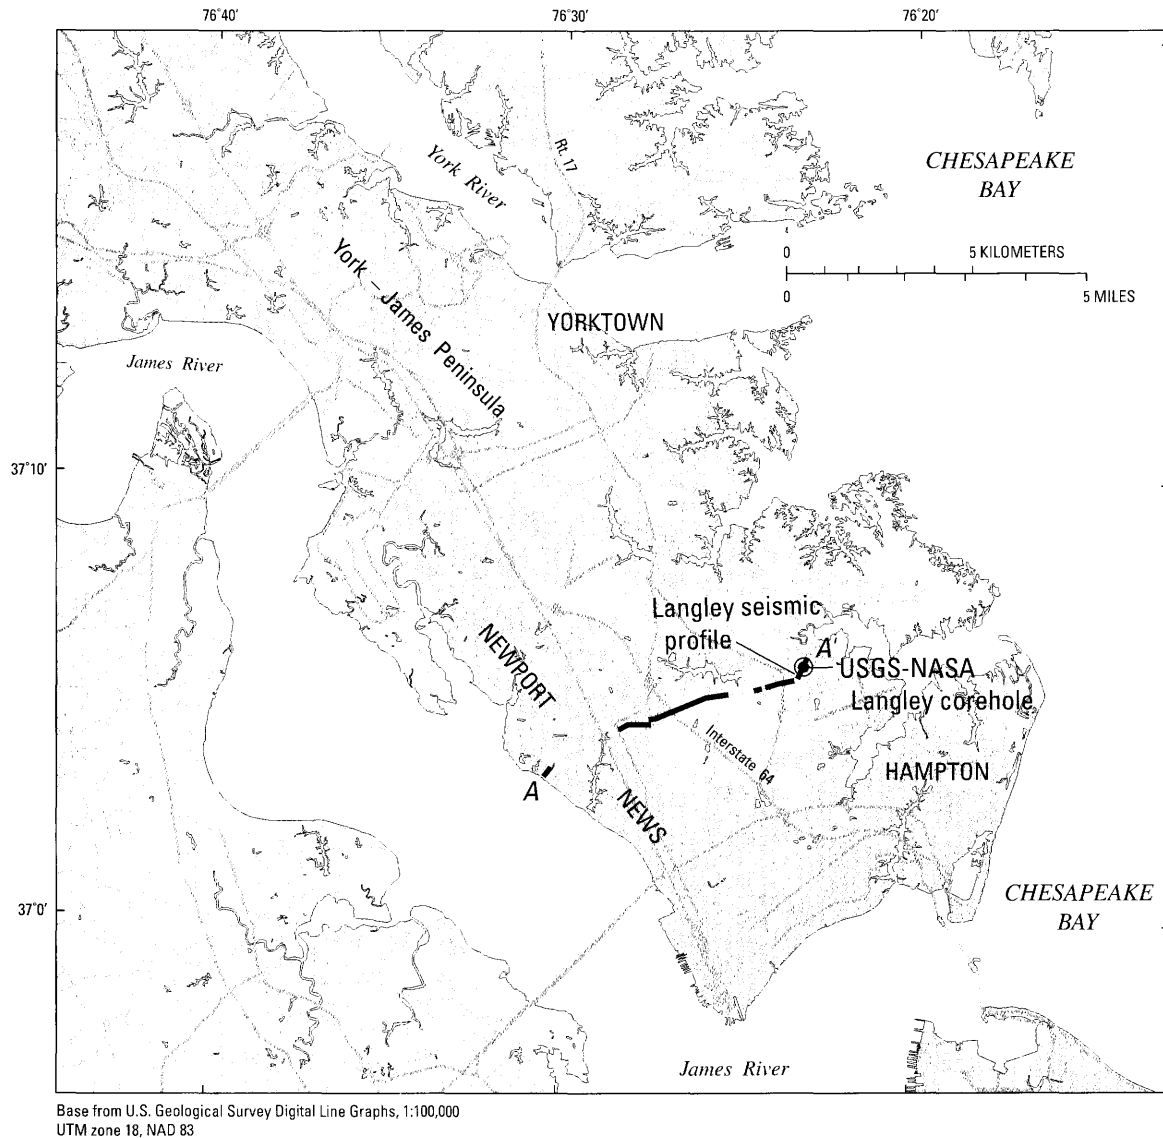 76°40′
76°30′
76°20′
CHESAPEAKE
BAY
York River
Rt. 17
0 5 KILOMETERS
0 5 MILES
York – James Peninsula
YORKTOWN
James River
37°10′
Langley seismic
profile
A′
USGS-NASA
Langley corehole
NEWPORT
NEWS
Interstate 64
HAMPTON
A
37°0′
CHESAPEAKE
BAY
James River
Base from U.S. Geological Survey Digital Line Graphs, 1:100,000
UTM zone 18, NAD 83